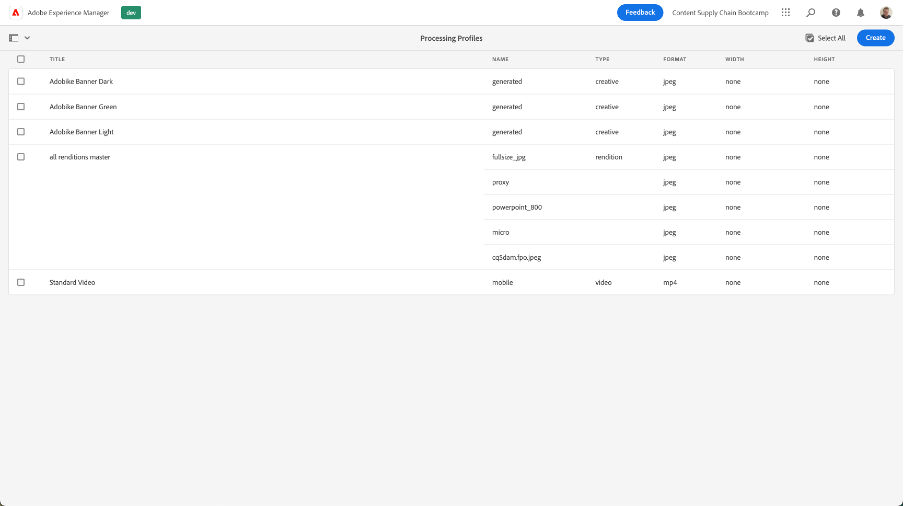 Adobe Experience Manager dev Feedback Content Supply Chain Bootcamp
Processing Profiles Select All Create
TITLE NAME TYPE FORMAT WIDTH HEIGHT
Adobike Banner Dark generated creative jpeg none none
Adobike Banner Green generated creative jpeg none none
Adobike Banner Light generated creative jpeg none none
all renditions master fullsize_jpg rendition jpeg none none
proxy jpeg none none
powerpoint_800 jpeg none none
micro jpeg none none
cq5dam.fpo.jpeg jpeg none none
Standard Video mobile video mp4 none none